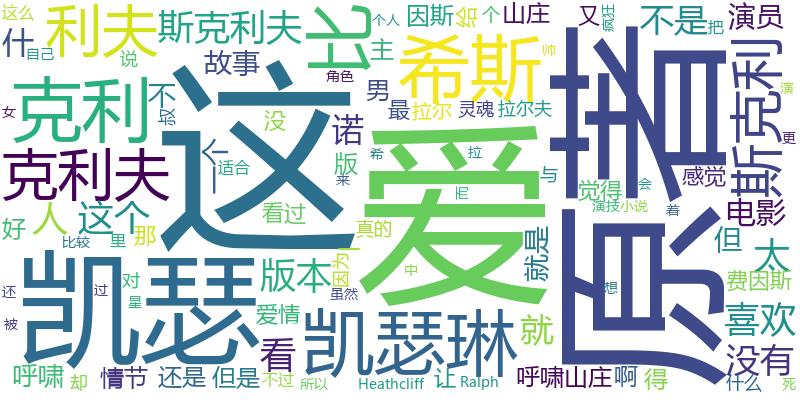 这么 利夫 斯克利夫 比 因斯 给 个 山庄 又 疯狂 不是 把 演员
什 自己 说 故事 主 个人 希斯 帅 原著 斯克利
克利 不 叔 这 角色 男 最 拉尔 灵魂 拉尔夫 演
女 没 诺 爱 更
克利夫 一个 适合 版 希 拉 与 会 感觉
好 人 这个 来 尼 觉得 演技 小说 着 电影
比较 里 那 看过 真的 就是 但 太
凯瑟 版本 因为 中 想 费因斯
还 过 对 星 虽然
被 爱情 凯瑟琳 就 喜欢
看 没有
呼啸 却 情节 还是 但是 不过 所以 Heathcliff 让 Ralph 呼啸山庄 啊 得 什么 死